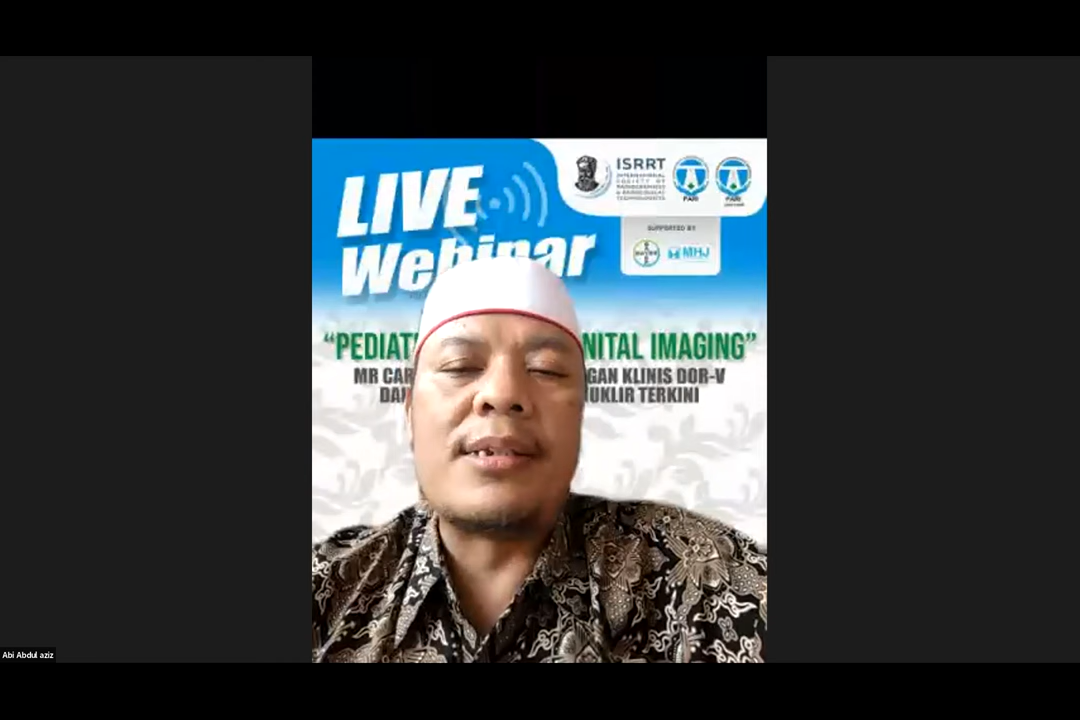 LIVE
Webinar
ISRRT
INTERNATIONAL
SOCIETY OF
RADIOGRAPHERS
& RADIOLOGICAL
TECHNOLOGISTS
PARI
PARI
SUPPORTED BY
BAYER
MHJ
"PEDIAT NITAL IMAGING"
MR CAR GAN KLINIS DOR-V
DAN UKLIR TERKINI
Abi Abdul aziz